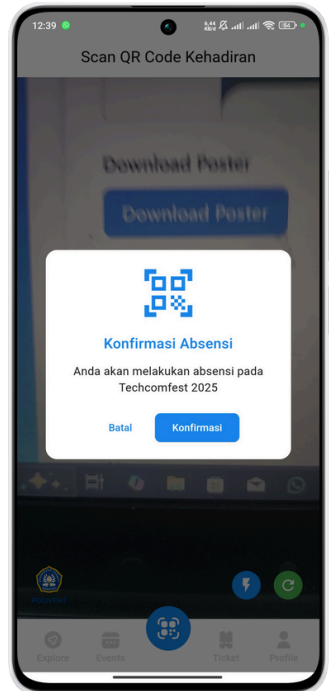 12:39
Scan QR Code Kehadiran
Download Poster
Download Poster
Konfirmasi Absensi
Anda akan melakukan absensi pada
Techcomfest 2025
Batal
Konfirmasi
Explore
Events
Ticket
Profile